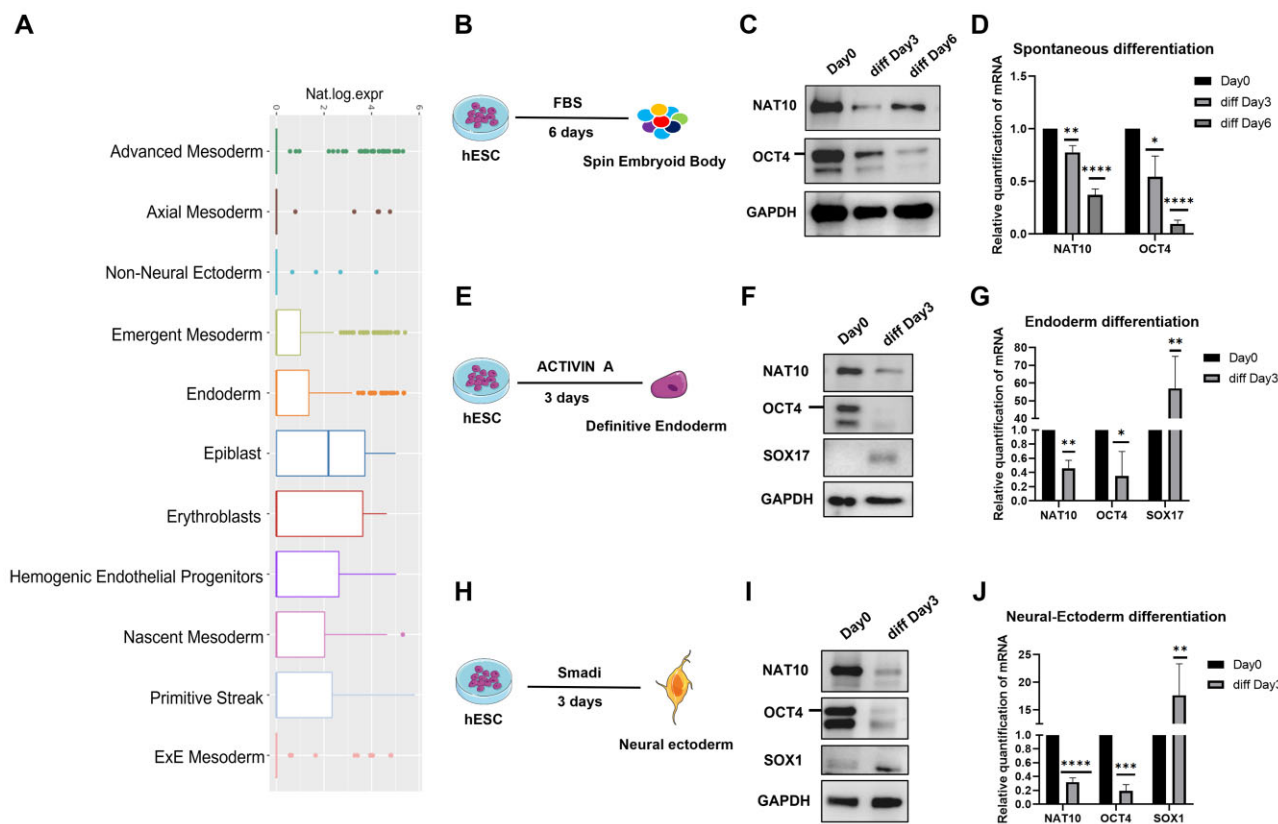 A
Nat.log.expr
0
2
4
6
Advanced Mesoderm
Axial Mesoderm
Non-Neural Ectoderm
Emergent Mesoderm
Endoderm
Epiblast
Erythroblasts
Hemogenic Endothelial Progenitors
Nascent Mesoderm
Primitive Streak
ExE Mesoderm
B
FBS
6 days
hESC
Spin Embryoid Body
C
Day0
diff Day3
diff Day6
NAT10
OCT4
GAPDH
D
Spontaneous differentiation
Relative quantification of mRNA
1.5
1.0
0.5
0.0
**
****
*
****
NAT10
OCT4
Day0
diff Day3
diff Day6
E
ACTIVIN A
3 days
hESC
Definitive Endoderm
F
Day0
diff Day3
NAT10
OCT4
SOX17
GAPDH
G
Endoderm differentiation
Relative quantification of mRNA
80
70
60
50
40
1.0
0.8
0.6
0.4
0.2
0.0
**
*
**
NAT10
OCT4
SOX17
Day0
diff Day3
H
Smadi
3 days
hESC
Neural ectoderm
I
Day0
diff Day3
NAT10
OCT4
SOX1
GAPDH
J
Neural-Ectoderm differentiation
Relative quantification of mRNA
25
20
15
10
1.0
0.8
0.6
0.4
0.2
0.0
****
***
**
NAT10
OCT4
SOX1
Day0
diff Day3